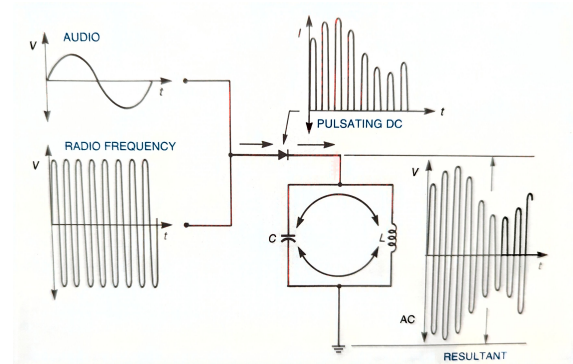 AUDIO
V
t
RADIO FREQUENCY
V
t
I
t
PULSATING DC
C
L
V
t
AC
RESULTANT